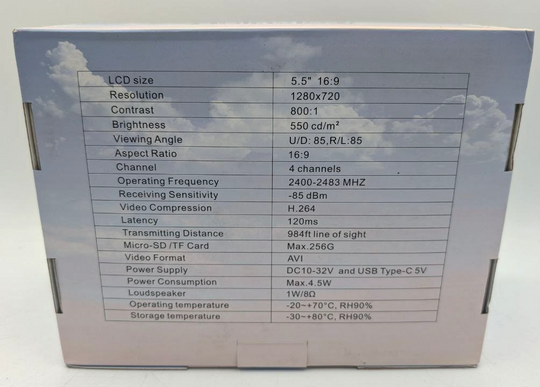 LCD size 5.5" 16:9
Resolution 1280x720
Contrast 800:1
Brightness 550 cd/m²
Viewing Angle U/D: 85,R/L:85
Aspect Ratio 16:9
Channel 4 channels
Operating Frequency 2400-2483 MHZ
Receiving Sensitivity -85 dBm
Video Compression H.264
Latency 120ms
Transmitting Distance 984ft line of sight
Micro-SD /TF Card Max.256G
Video Format AVI
Power Supply DC10-32V and USB Type-C 5V
Power Consumption Max.4.5W
Loudspeaker 1W/8Ω
Operating temperature -20~+70°C, RH90%
Storage temperature -30~+80°C, RH90%